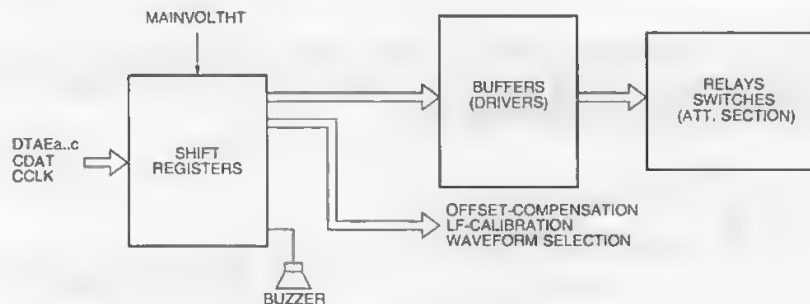 MAINVOLTHT
DTAEa..c
CDAT
CCLK
SHIFT
REGISTERS
BUFFERS
(DRIVERS)
RELAYS
SWITCHES
(ATT. SECTION)
OFFSET-COMPENSATION
LF-CALIBRATION
WAVEFORM SELECTION
BUZZER